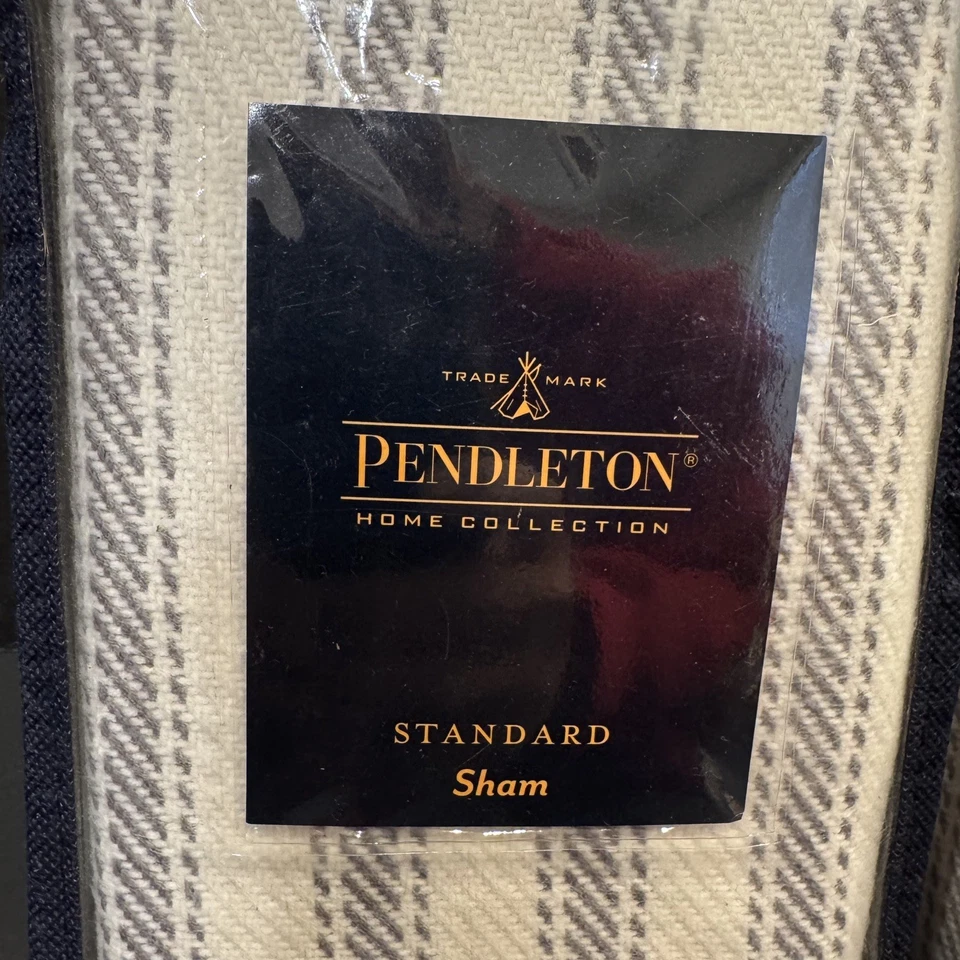 TRADE MARK
PENDLETON®
HOME COLLECTION
STANDARD
Sham